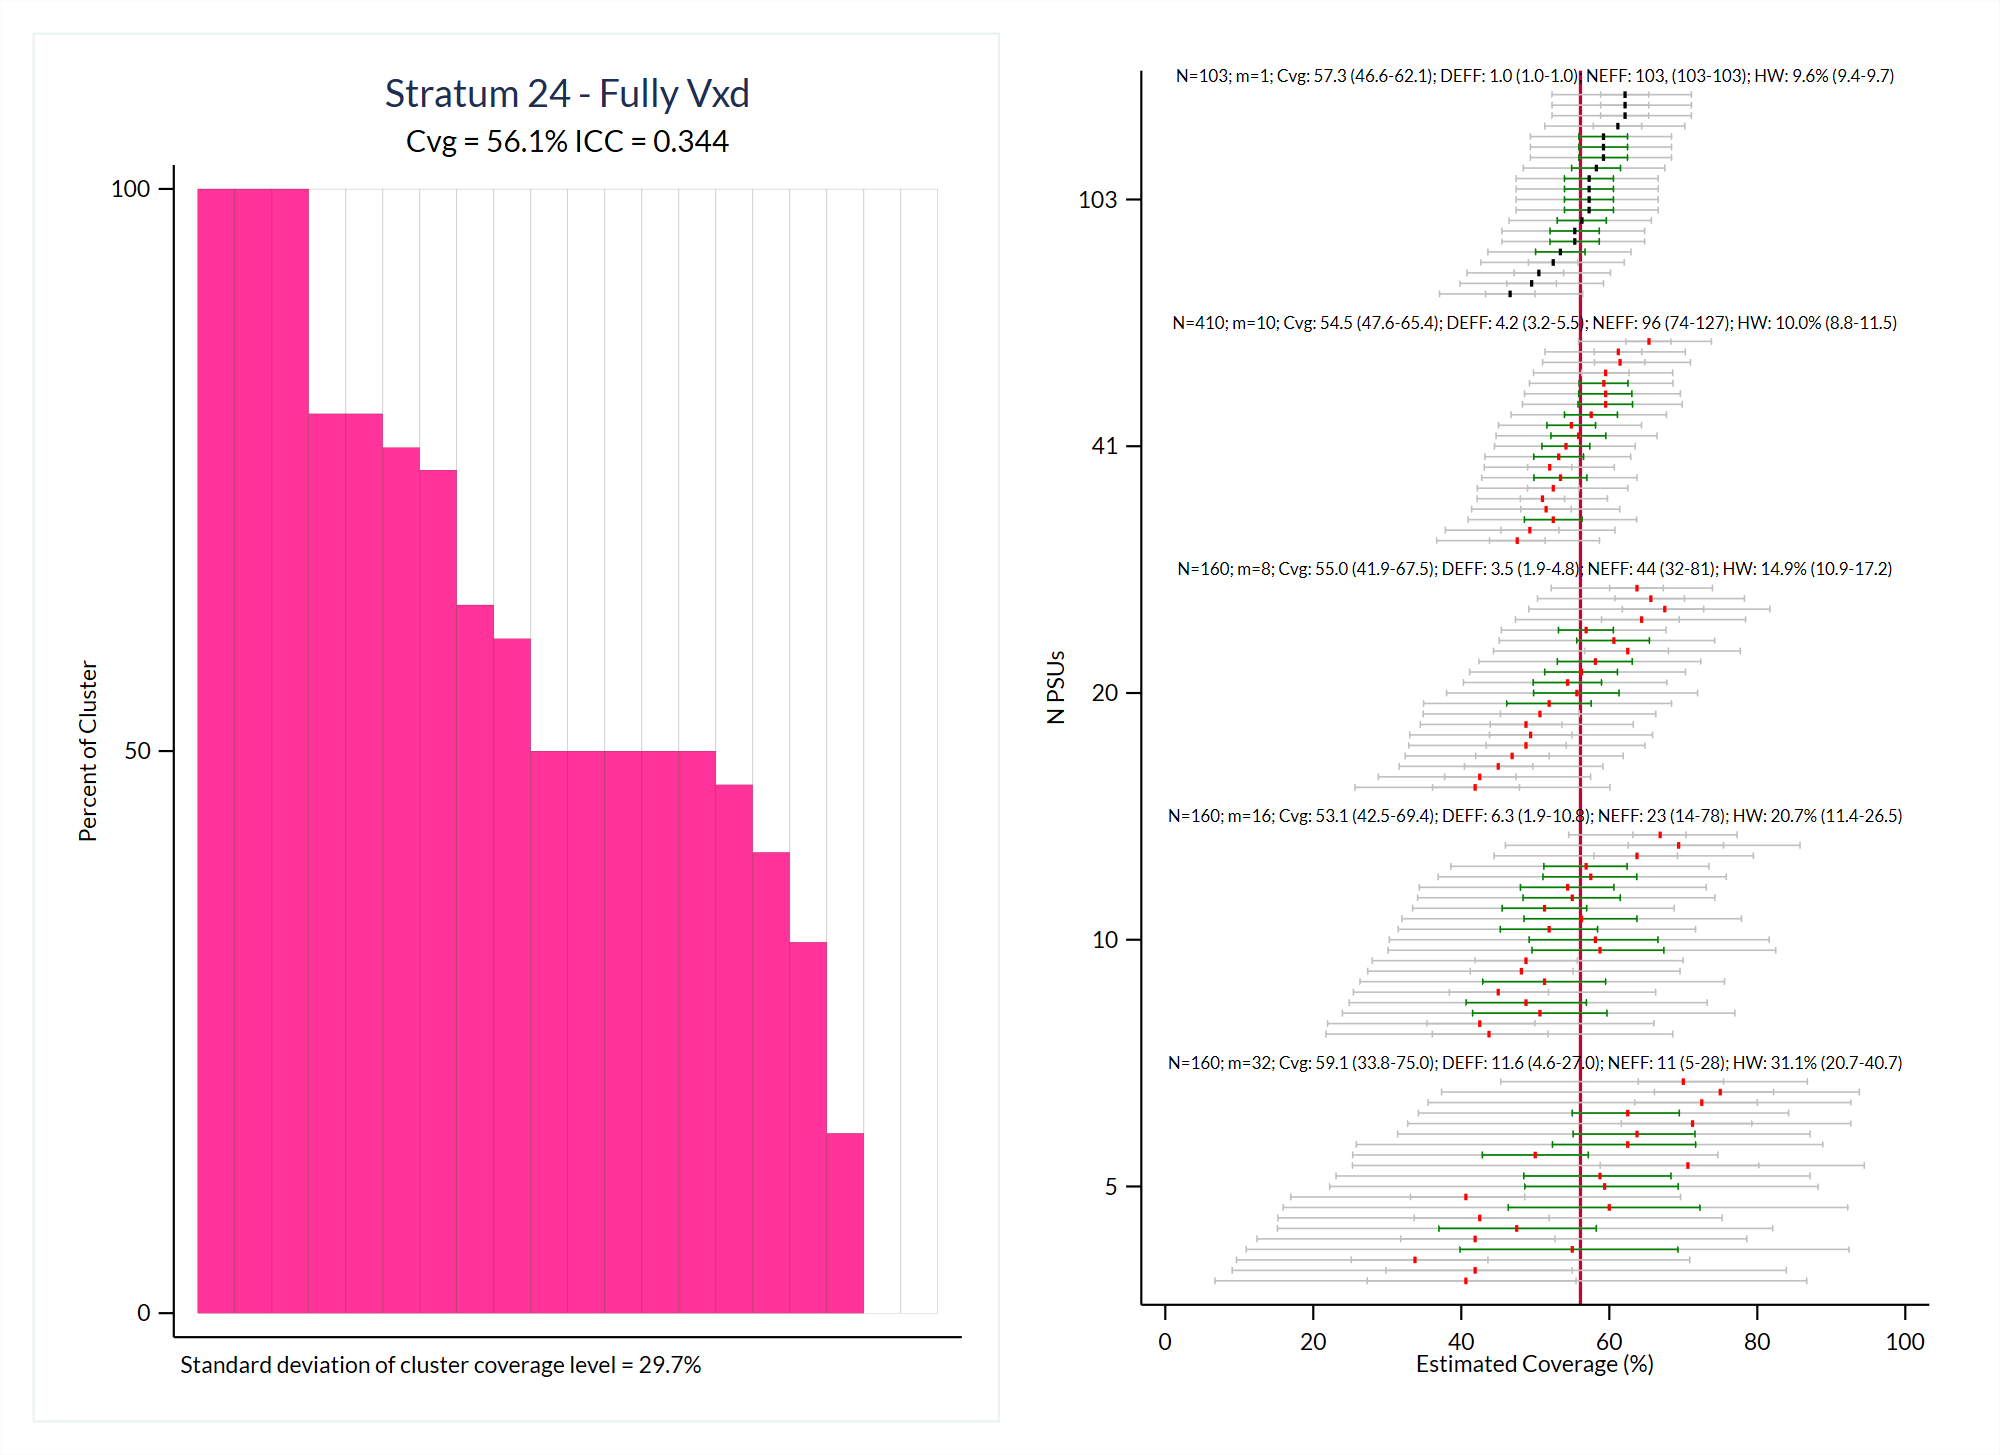 Stratum 24 - Fully Vxd
Cvg = 56.1% ICC = 0.344
Percent of Cluster
100
50
0
Standard deviation of cluster coverage level = 29.7%
N=103; m=1; Cvg: 57.3 (46.6-62.1); DEFF: 1.0 (1.0-1.0); NEFF: 103, (103-103); HW: 9.6% (9.4-9.7)
103
N=410; m=10; Cvg: 54.5 (47.6-65.4); DEFF: 4.2 (3.2-5.5); NEFF: 96 (74-127); HW: 10.0% (8.8-11.5)
41
N=160; m=8; Cvg: 55.0 (41.9-67.5); DEFF: 3.5 (1.9-4.8); NEFF: 44 (32-81); HW: 14.9% (10.9-17.2)
20
N PSUs
N=160; m=16; Cvg: 53.1 (42.5-69.4); DEFF: 6.3 (1.9-10.8); NEFF: 23 (14-78); HW: 20.7% (11.4-26.5)
10
N=160; m=32; Cvg: 59.1 (33.8-75.0); DEFF: 11.6 (4.6-27.0); NEFF: 11 (5-28); HW: 31.1% (20.7-40.7)
5
0 20 40 60 80 100
Estimated Coverage (%)